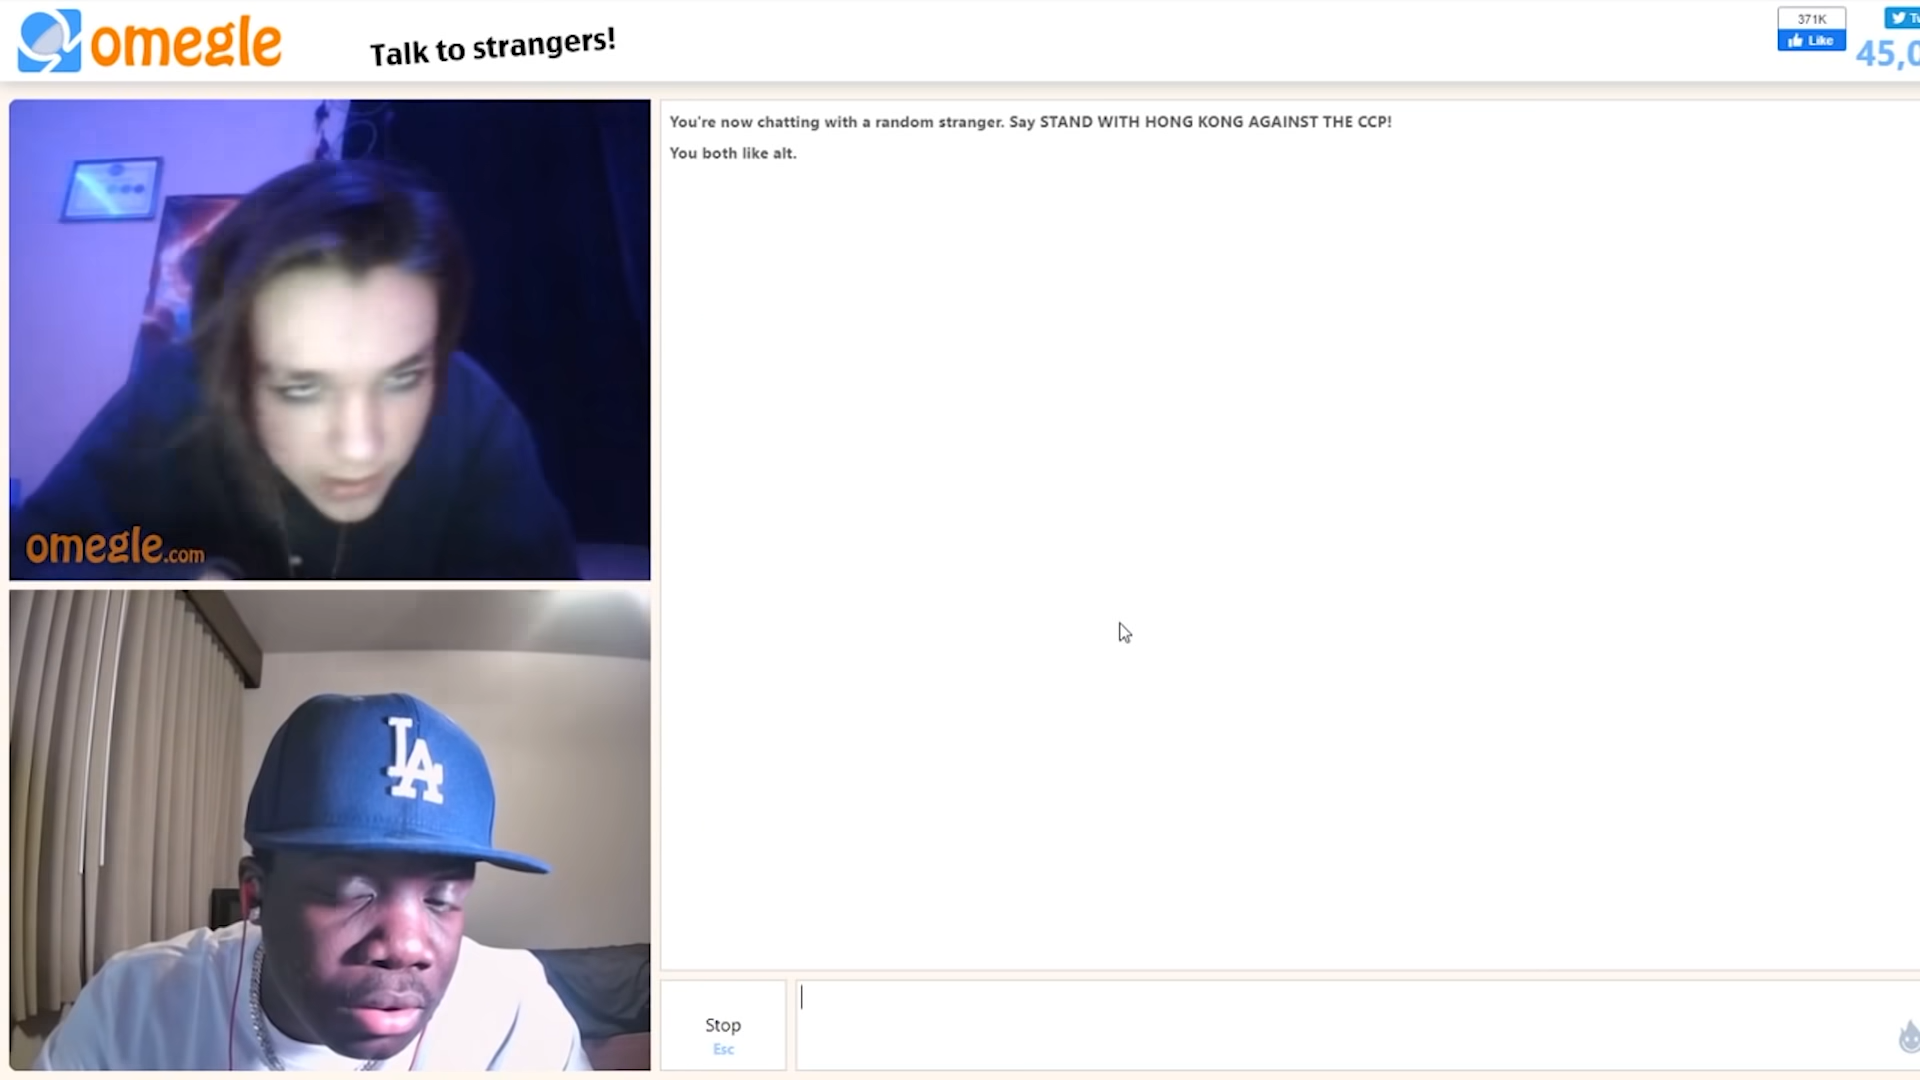 omegle
Talk to strangers!
371K
Like
45,0
You're now chatting with a random stranger. Say STAND WITH HONG KONG AGAINST THE CCP!
You both like alt.
omegle.com
LA
Stop
Esc